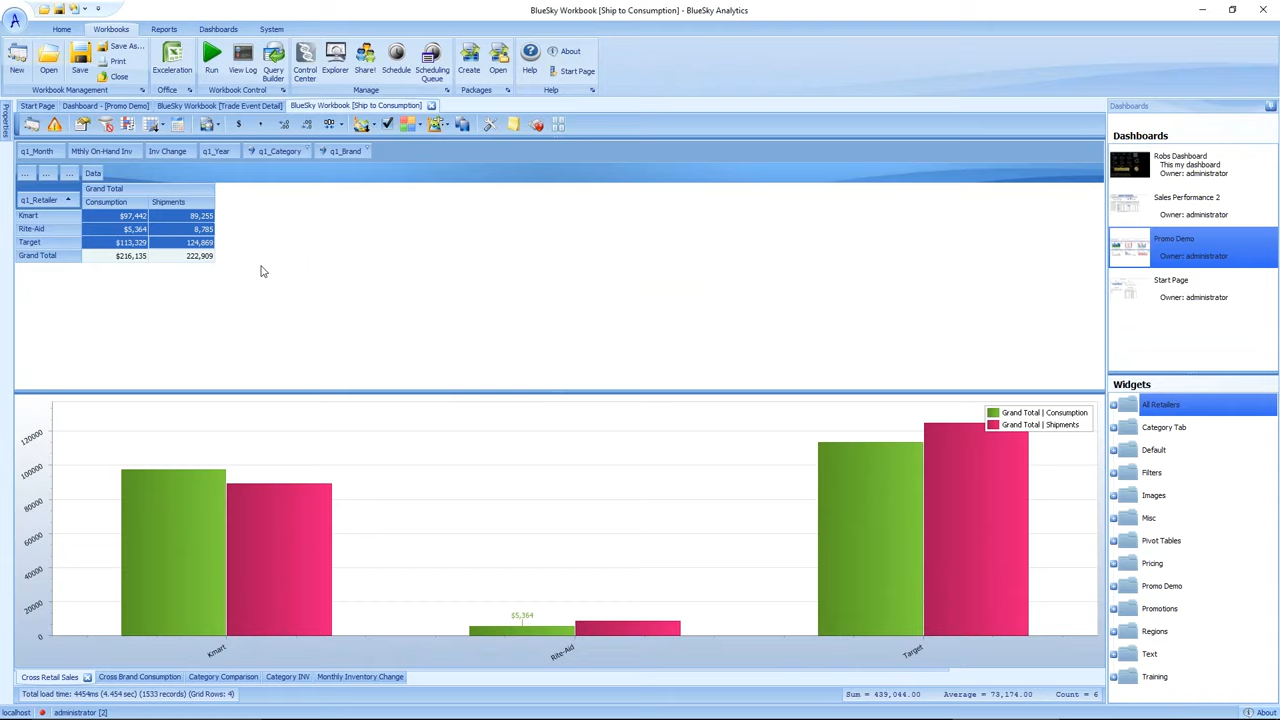 BlueSky Workbook [Ship to Consumption] - BlueSky Analytics
Home Workbooks Reports Dashboards System
New Open Save Save As... Print Close Exceleration Run View Log Query Builder Control Center Explorer Share! Schedule Scheduling Queue Create Open Help About Start Page
Workbook Management Office Workbook Control Manage Packages Help
Start Page Dashboard - [Promo Demo] BlueSky Workbook [Trade Event Detail] BlueSky Workbook [Ship to Consumption]
Properties
q1_Month Mthly On-Hand Inv Inv Change q1_Year q1_Category q1_Brand
... ... ... Data
Grand Total
q1_Retailer Consumption Shipments
Kmart $97,442 89,255
Rite-Aid $5,364 8,785
Target $113,329 124,869
Grand Total $216,135 222,909
Grand Total | Consumption
Grand Total | Shipments
120000
100000
80000
60000
40000
20000
0
$5,364
Kmart Rite-Aid Target
Cross Retail Sales Cross Brand Consumption Category Comparison Category INV Monthly Inventory Change
Total load time: 4454ms (4.454 sec) (1533 records) (Grid Rows: 4) Sum = 439,044.00 Average = 73,174.00 Count = 6
localhost administrator [2] About
Dashboards
Dashboards
Robs Dashboard
This my dashboard
Owner: administrator
Sales Performance 2
Owner: administrator
Promo Demo
Owner: administrator
Start Page
Owner: administrator
Widgets
All Retailers
Category Tab
Default
Filters
Images
Misc
Pivot Tables
Pricing
Promo Demo
Promotions
Regions
Text
Training